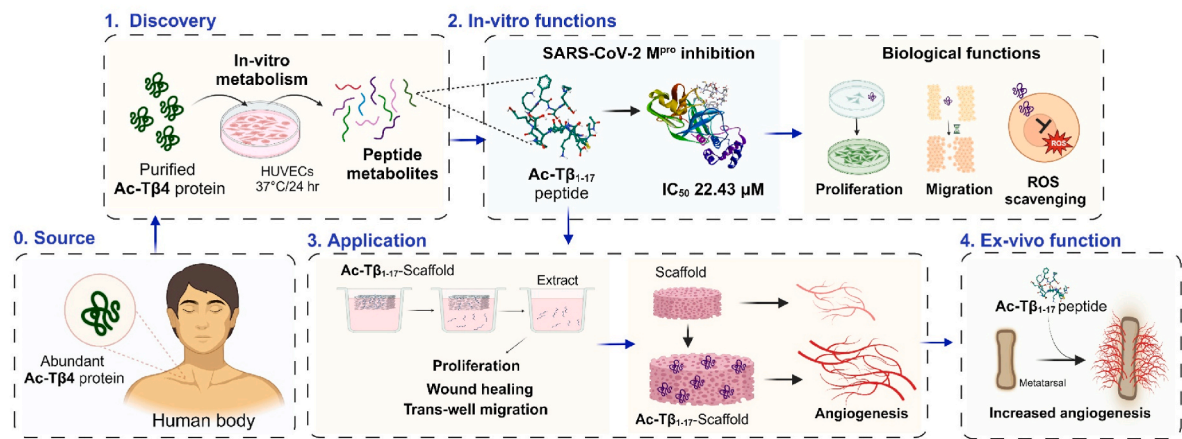 1. Discovery
In-vitro
metabolism
Purified
Ac-Tβ4 protein
HUVECs
37°C/24 hr
Peptide
metabolites
2. In-vitro functions
SARS-CoV-2 Mpro inhibition
Ac-Tβ1-17
peptide
IC50 22.43 µM
Biological functions
Proliferation
Migration
ROS
ROS
scavenging
0. Source
Abundant
Ac-Tβ4 protein
Human body
3. Application
Ac-Tβ1-17-Scaffold
Extract
Proliferation
Wound healing
Trans-well migration
Scaffold
Ac-Tβ1-17-Scaffold
Angiogenesis
4. Ex-vivo function
Ac-Tβ1-17 peptide
Metatarsal
Increased angiogenesis